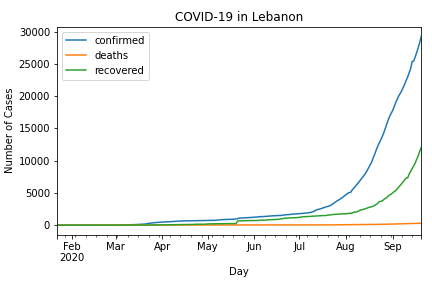 COVID-19 in Lebanon
confirmed
deaths
recovered
Number of Cases
30000
25000
20000
15000
10000
5000
0
Feb Mar Apr May Jun Jul Aug Sep
2020
Day